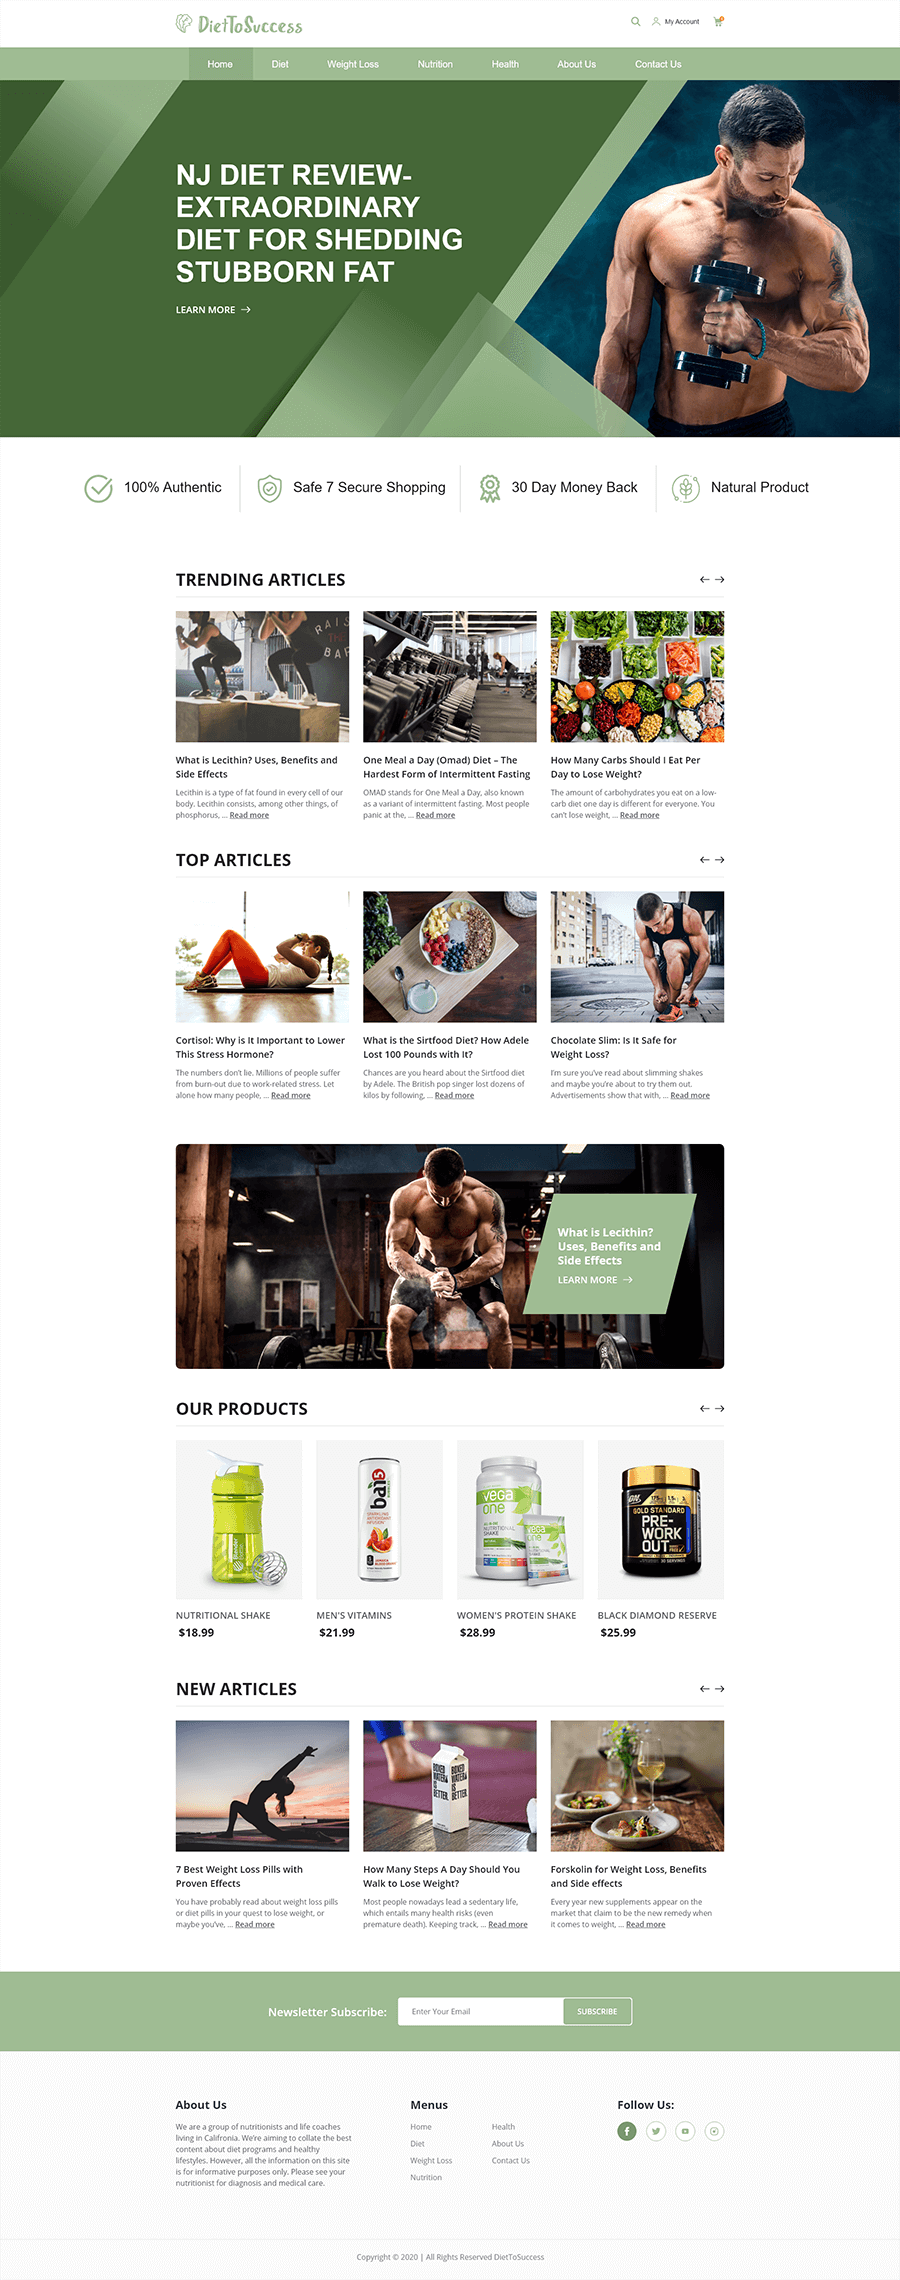 DietToSuccess
My Account
Home Diet Weight Loss Nutrition Health About Us Contact Us
NJ DIET REVIEW-
EXTRAORDINARY
DIET FOR SHEDDING
STUBBORN FAT
LEARN MORE
100% Authentic
Safe 7 Secure Shopping
30 Day Money Back
Natural Product
TRENDING ARTICLES
RAIS
THE
BAR
What is Lecithin? Uses, Benefits and
Side Effects
Lecithin is a type of fat found in every cell of our
body. Lecithin consists, among other things, of
phosphorus, ... Read more
One Meal a Day (Omad) Diet – The
Hardest Form of Intermittent Fasting
OMAD stands for One Meal a Day, also known
as a variant of intermittent fasting. Most people
panic at the, ... Read more
How Many Carbs Should I Eat Per
Day to Lose Weight?
The amount of carbohydrates you eat on a low-
carb diet one day is different for everyone. You
can't lose weight, ... Read more
TOP ARTICLES
Cortisol: Why is It Important to Lower
This Stress Hormone?
The numbers don't lie. Millions of people suffer
from burn-out due to work-related stress. Let
alone how many people, ... Read more
What is the Sirtfood Diet? How Adele
Lost 100 Pounds with It?
Chances are you heard about the Sirtfood diet
by Adele. The British pop singer lost dozens of
kilos by following, ... Read more
Chocolate Slim: Is It Safe for
Weight Loss?
I'm sure you've read about slimming shakes
and maybe you're about to try them out.
Advertisements show that with, ... Read more
What is Lecithin?
Uses, Benefits and
Side Effects
LEARN MORE
OUR PRODUCTS
bai5
vega
one
NUTRITIONAL
SHAKE
vega
one
ON
GOLD STANDARD
PRE-
WORK
OUT
30 SERVINGS
NUTRITIONAL SHAKE
$18.99
MEN'S VITAMINS
$21.99
WOMEN'S PROTEIN SHAKE
$28.99
BLACK DIAMOND RESERVE
$25.99
NEW ARTICLES
BOXED
WATER
IS
BETTER.
7 Best Weight Loss Pills with
Proven Effects
You have probably read about weight loss pills
or diet pills in your quest to lose weight, or
maybe you've, ... Read more
How Many Steps A Day Should You
Walk to Lose Weight?
Most people nowadays lead a sedentary life,
which entails many health risks (even
premature death). Keeping track, ... Read more
Forskolin for Weight Loss, Benefits
and Side effects
Every year new supplements appear on the
market that claim to be the new remedy when
it comes to weight, ... Read more
Newsletter Subscribe:
Enter Your Email
SUBSCRIBE
About Us
We are a group of nutritionists and life coaches
living in Califronia. We're aiming to collate the best
content about diet programs and healthy
lifestyles. However, all the information on this site
is for informative purposes only. Please see your
nutritionist for diagnosis and medical care.
Menus
Home
Diet
Weight Loss
Nutrition
Health
About Us
Contact Us
Follow Us:
Copyright © 2020 | All Rights Reserved DietToSuccess